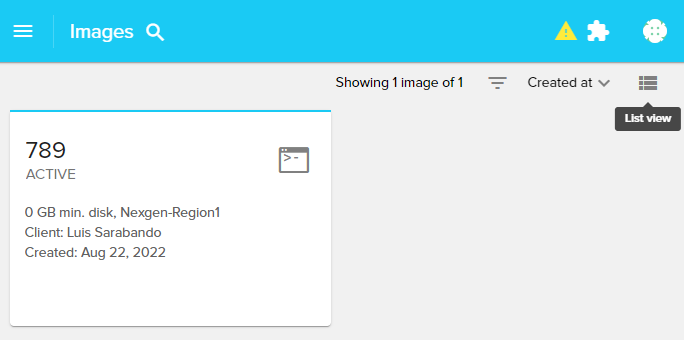 Images
Showing 1 image of 1
Created at
List view
789
ACTIVE
>-
0 GB min. disk, Nexgen-Region1
Client: Luis Sarabando
Created: Aug 22, 2022